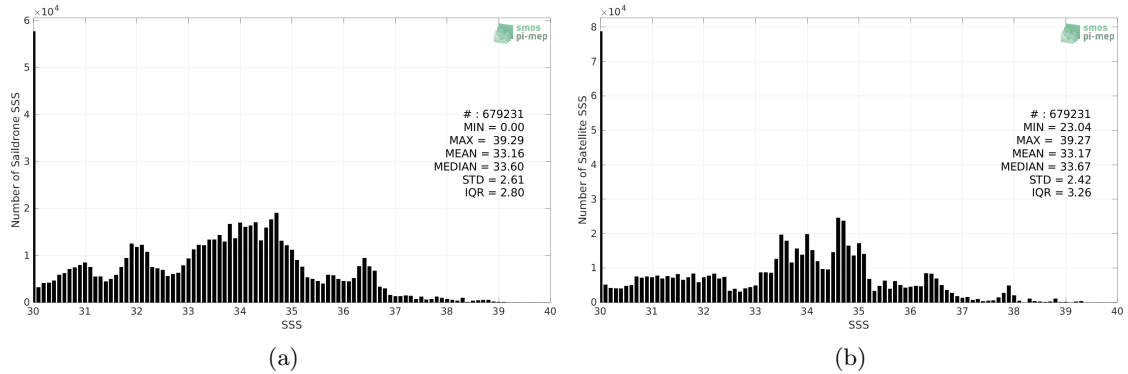 ×10⁴
6
5
4
3
2
1
0
Number of Saildrone SSS
30 31 32 33 34 35 36 37 38 39 40
SSS
smos
pi-mep
# : 679231
MIN = 0.00
MAX = 39.29
MEAN = 33.16
MEDIAN = 33.60
STD = 2.61
IQR = 2.80
(a)
×10⁴
8
7
6
5
4
3
2
1
0
Number of Satellite SSS
30 31 32 33 34 35 36 37 38 39 40
SSS
smos
pi-mep
# : 679231
MIN = 23.04
MAX = 39.27
MEAN = 33.17
MEDIAN = 33.67
STD = 2.42
IQR = 3.26
(b)